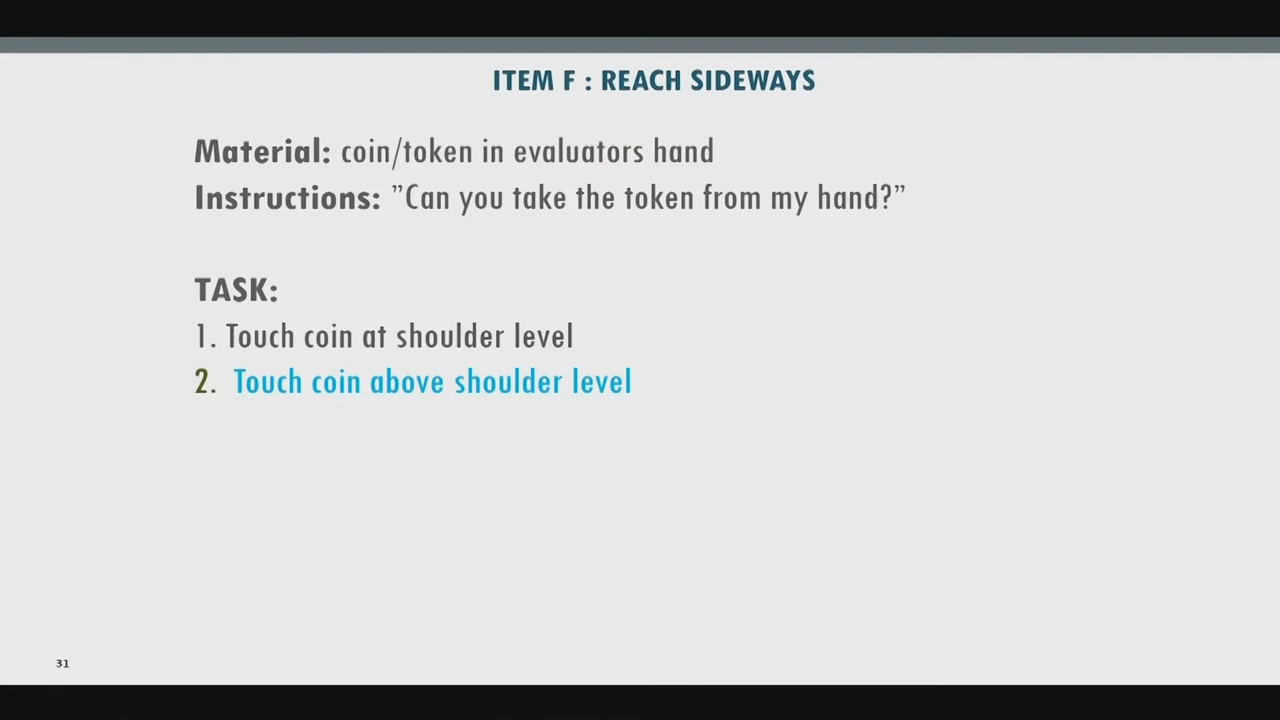 ITEM F : REACH SIDEWAYS
Material: coin/token in evaluators hand
Instructions: ”Can you take the token from my hand?”
TASK:
1. Touch coin at shoulder level
2. Touch coin above shoulder level
31